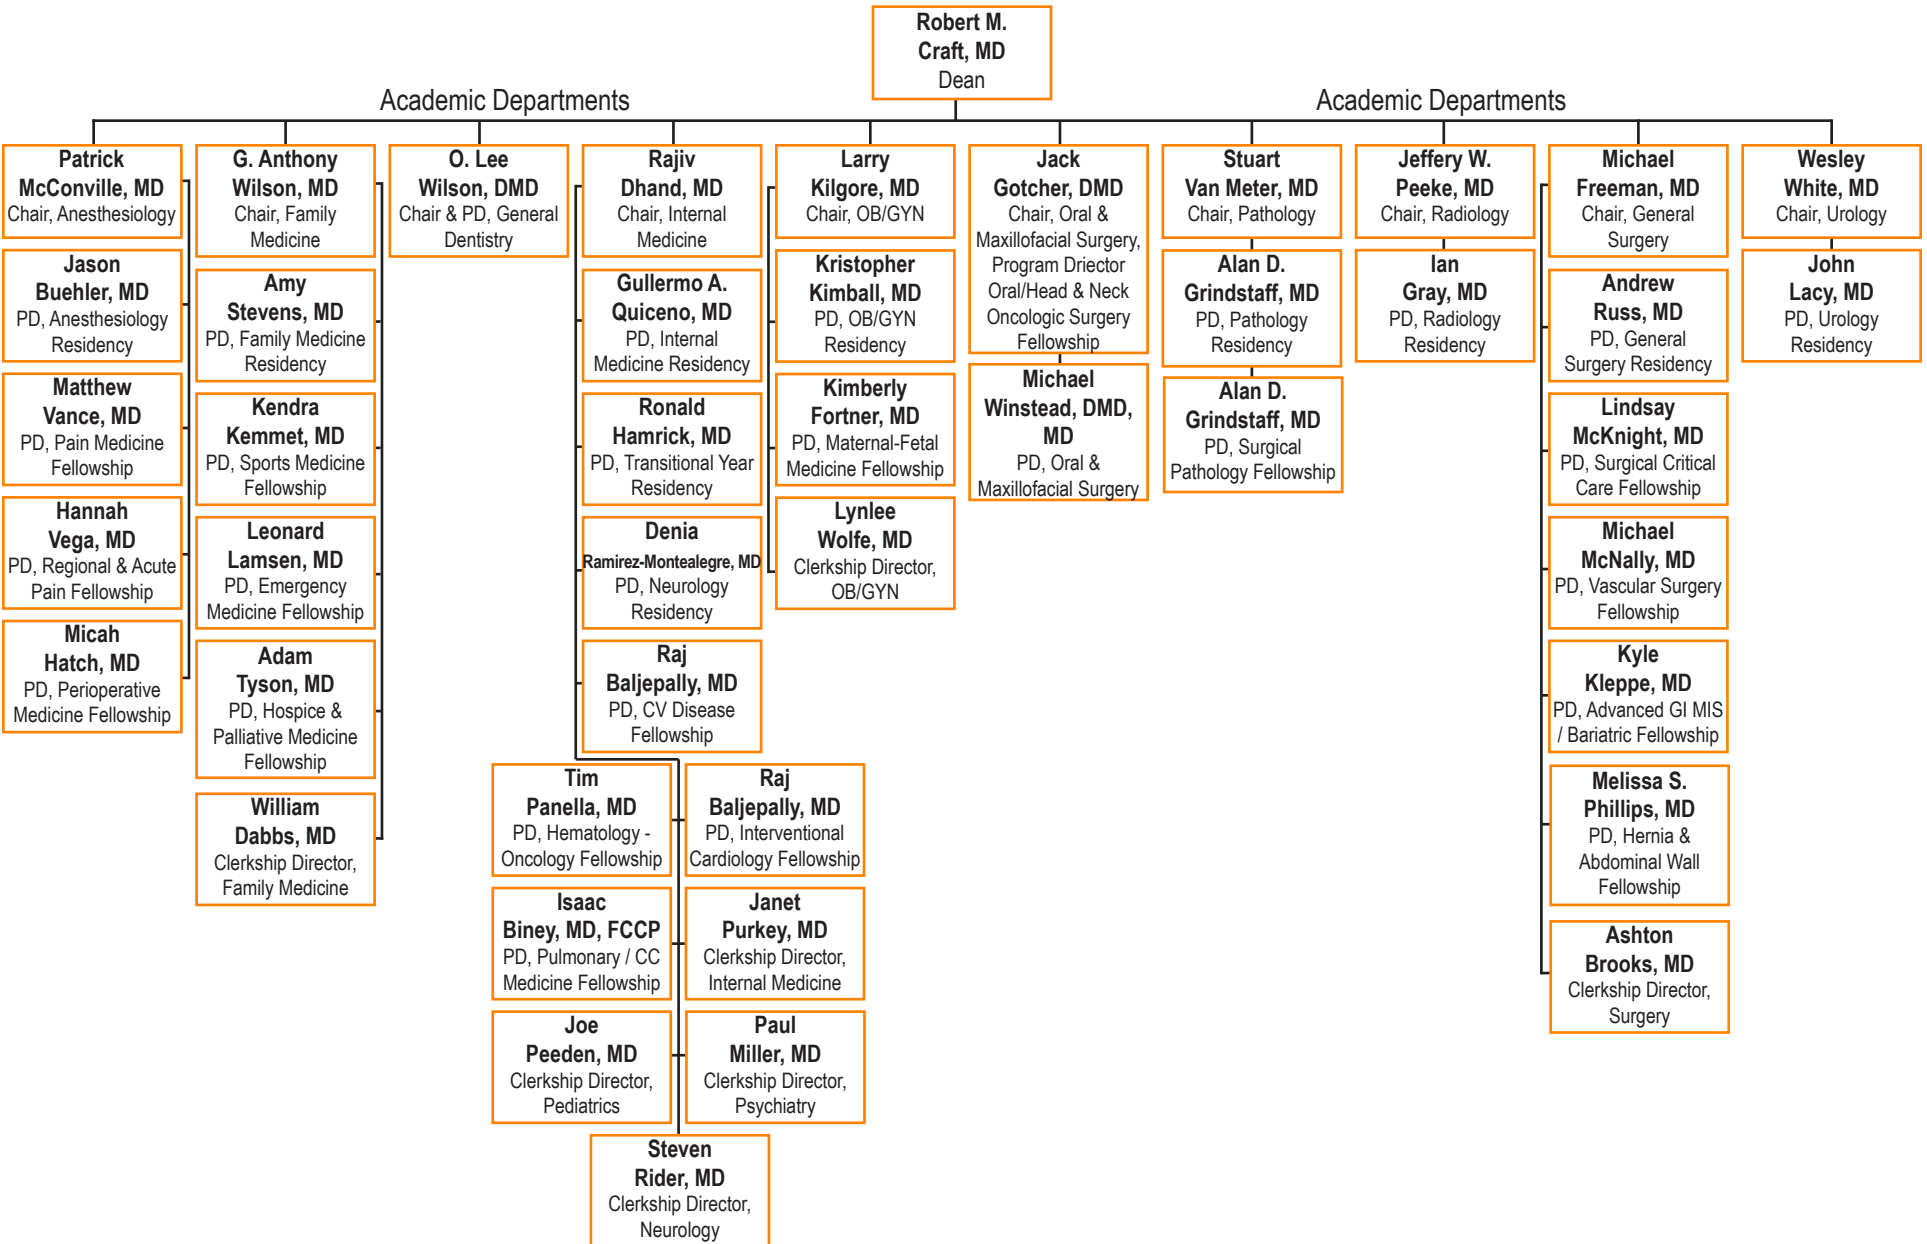 Robert M.
Craft, MD
Dean
Academic Departments
Academic Departments
Patrick
McConville, MD
Chair, Anesthesiology
Jason
Buehler, MD
PD, Anesthesiology
Residency
Matthew
Vance, MD
PD, Pain Medicine
Fellowship
Hannah
Vega, MD
PD, Regional & Acute
Pain Fellowship
Micah
Hatch, MD
PD, Perioperative
Medicine Fellowship
G. Anthony
Wilson, MD
Chair, Family
Medicine
Amy
Stevens, MD
PD, Family Medicine
Residency
Kendra
Kemmet, MD
PD, Sports Medicine
Fellowship
Leonard
Lamsen, MD
PD, Emergency
Medicine Fellowship
Adam
Tyson, MD
PD, Hospice &
Palliative Medicine
Fellowship
William
Dabbs, MD
Clerkship Director,
Family Medicine
O. Lee
Wilson, DMD
Chair & PD, General
Dentistry
Rajiv
Dhand, MD
Chair, Internal
Medicine
Gullermo A.
Quiceno, MD
PD, Internal
Medicine Residency
Ronald
Hamrick, MD
PD, Transitional Year
Residency
Denia
Ramirez-Montealegre, MD
PD, Neurology
Residency
Raj
Baljepally, MD
PD, CV Disease
Fellowship
Tim
Panella, MD
PD, Hematology -
Oncology Fellowship
Raj
Baljepally, MD
PD, Interventional
Cardiology Fellowship
Isaac
Biney, MD, FCCP
PD, Pulmonary / CC
Medicine Fellowship
Janet
Purkey, MD
Clerkship Director,
Internal Medicine
Joe
Peeden, MD
Clerkship Director,
Pediatrics
Paul
Miller, MD
Clerkship Director,
Psychiatry
Steven
Rider, MD
Clerkship Director,
Neurology
Larry
Kilgore, MD
Chair, OB/GYN
Kristopher
Kimball, MD
PD, OB/GYN
Residency
Kimberly
Fortner, MD
PD, Maternal-Fetal
Medicine Fellowship
Lynlee
Wolfe, MD
Clerkship Director,
OB/GYN
Jack
Gotcher, DMD
Chair, Oral &
Maxillofacial Surgery,
Program Driector
Oral/Head & Neck
Oncologic Surgery
Fellowship
Michael
Winstead, DMD,
MD
PD, Oral &
Maxillofacial Surgery
Stuart
Van Meter, MD
Chair, Pathology
Alan D.
Grindstaff, MD
PD, Pathology
Residency
Alan D.
Grindstaff, MD
PD, Surgical
Pathology Fellowship
Jeffery W.
Peeke, MD
Chair, Radiology
Ian
Gray, MD
PD, Radiology
Residency
Michael
Freeman, MD
Chair, General
Surgery
Andrew
Russ, MD
PD, General
Surgery Residency
Lindsay
McKnight, MD
PD, Surgical Critical
Care Fellowship
Michael
McNally, MD
PD, Vascular Surgery
Fellowship
Kyle
Kleppe, MD
PD, Advanced GI MIS
/ Bariatric Fellowship
Melissa S.
Phillips, MD
PD, Hernia &
Abdominal Wall
Fellowship
Ashton
Brooks, MD
Clerkship Director,
Surgery
Wesley
White, MD
Chair, Urology
John
Lacy, MD
PD, Urology
Residency